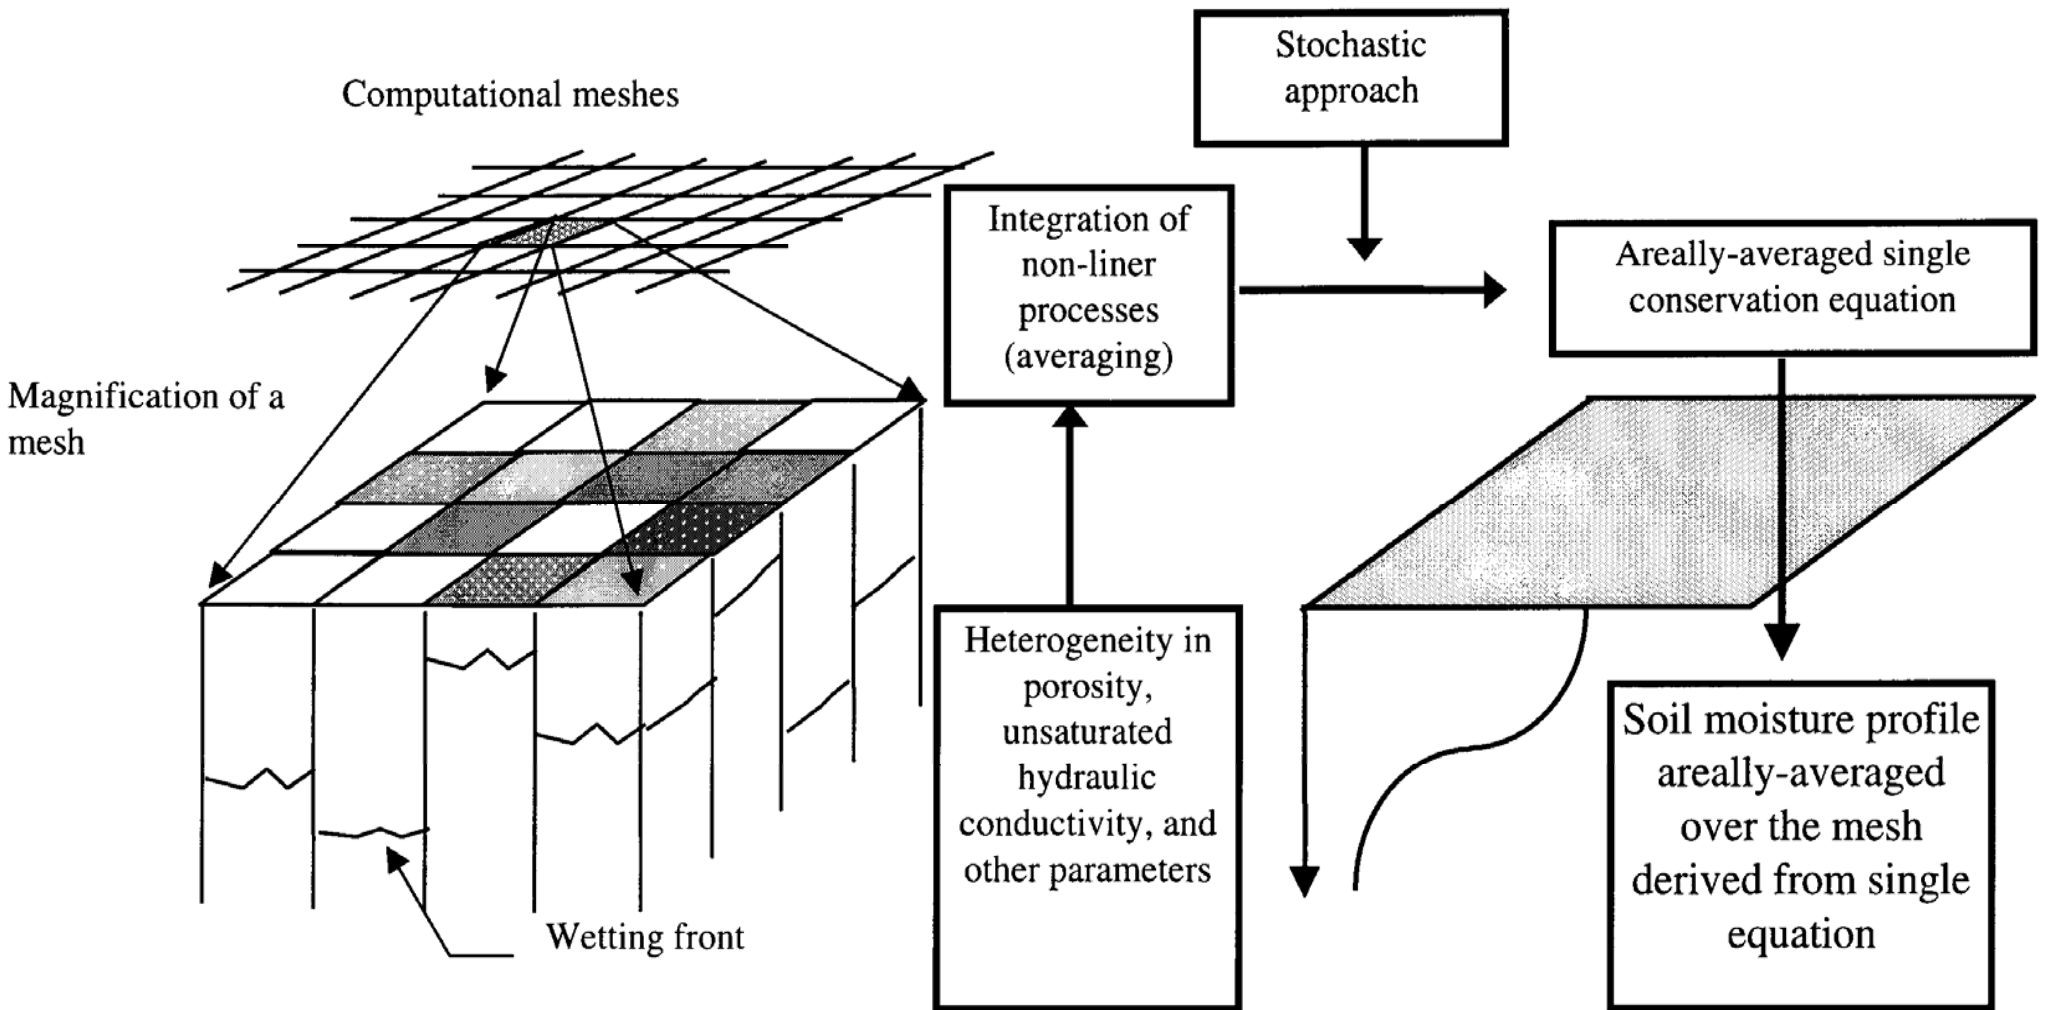 Computational meshes
Magnification of a
mesh
Wetting front
Stochastic
approach
Integration of
non-liner
processes
(averaging)
Heterogeneity in
porosity,
unsaturated
hydraulic
conductivity, and
other parameters
Areally-averaged single
conservation equation
Soil moisture profile
areally-averaged
over the mesh
derived from single
equation